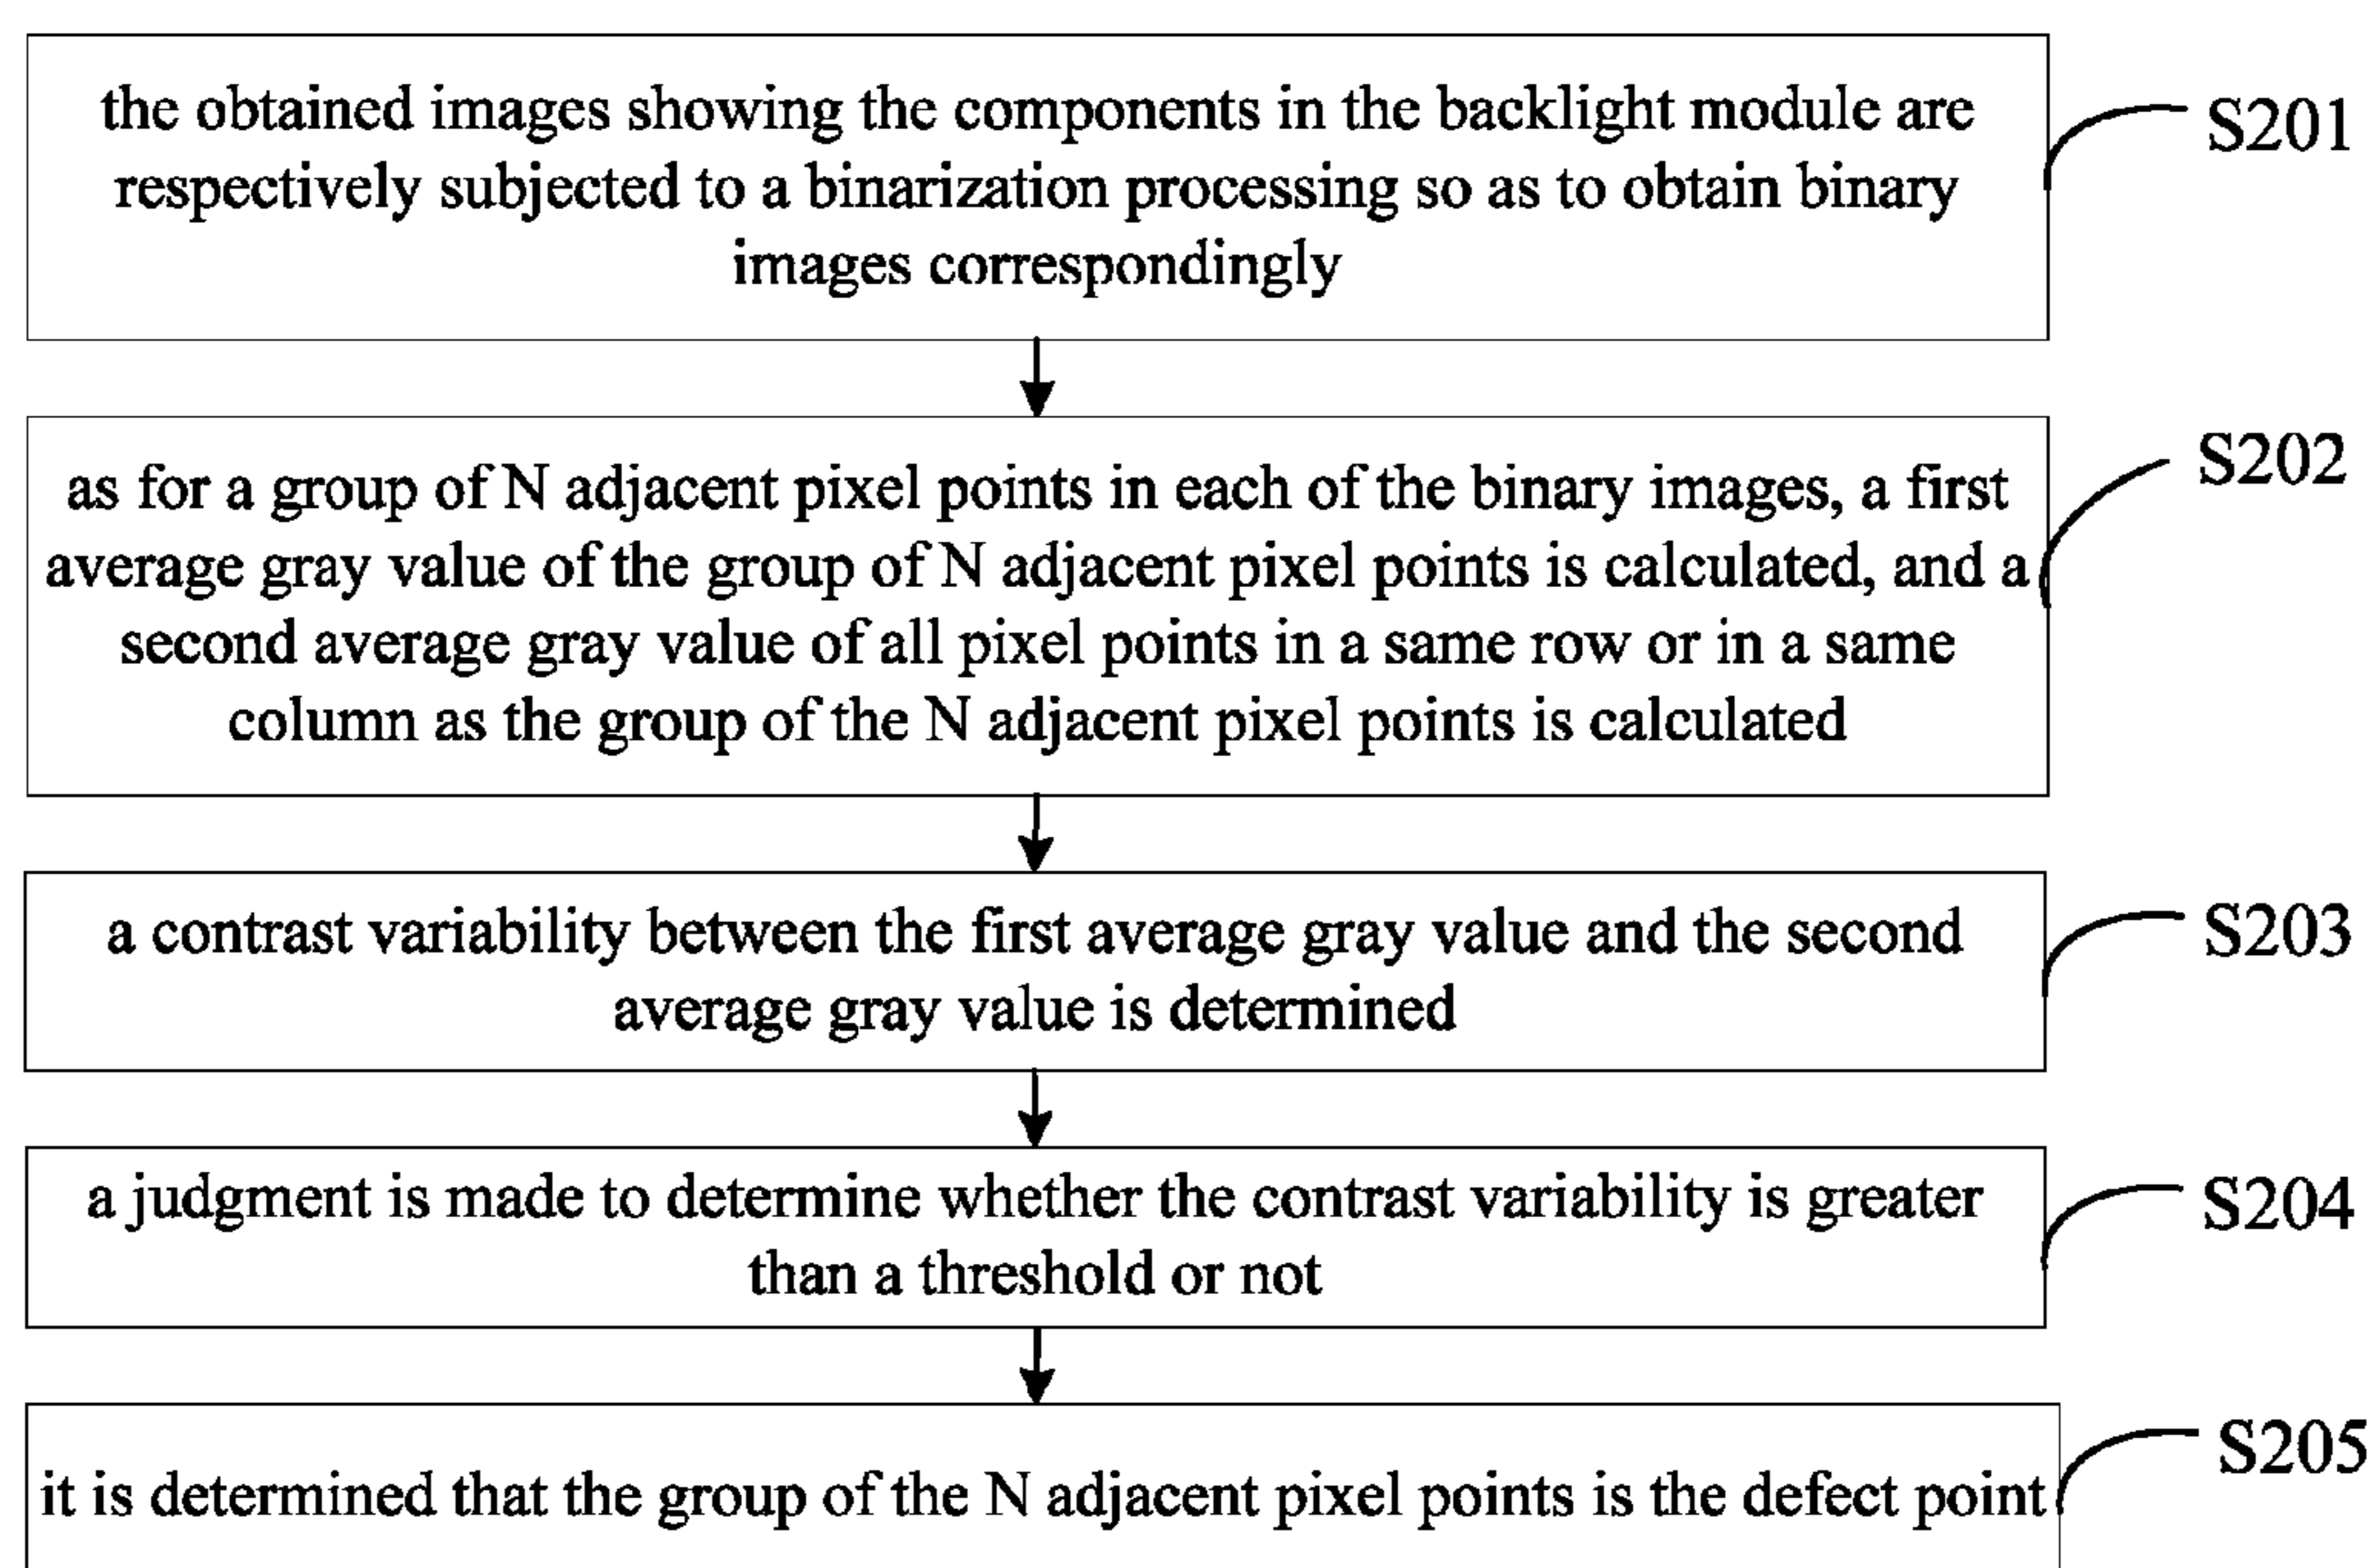 the obtained images showing the components in the backlight module are
respectively subjected to a binarization processing so as to obtain binary
images correspondingly
S201
as for a group of N adjacent pixel points in each of the binary images, a first
average gray value of the group of N adjacent pixel points is calculated, and a
second average gray value of all pixel points in a same row or in a same
column as the group of the N adjacent pixel points is calculated
S202
a contrast variability between the first average gray value and the second
average gray value is determined
S203
a judgment is made to determine whether the contrast variability is greater
than a threshold or not
S204
it is determined that the group of the N adjacent pixel points is the defect point
S205